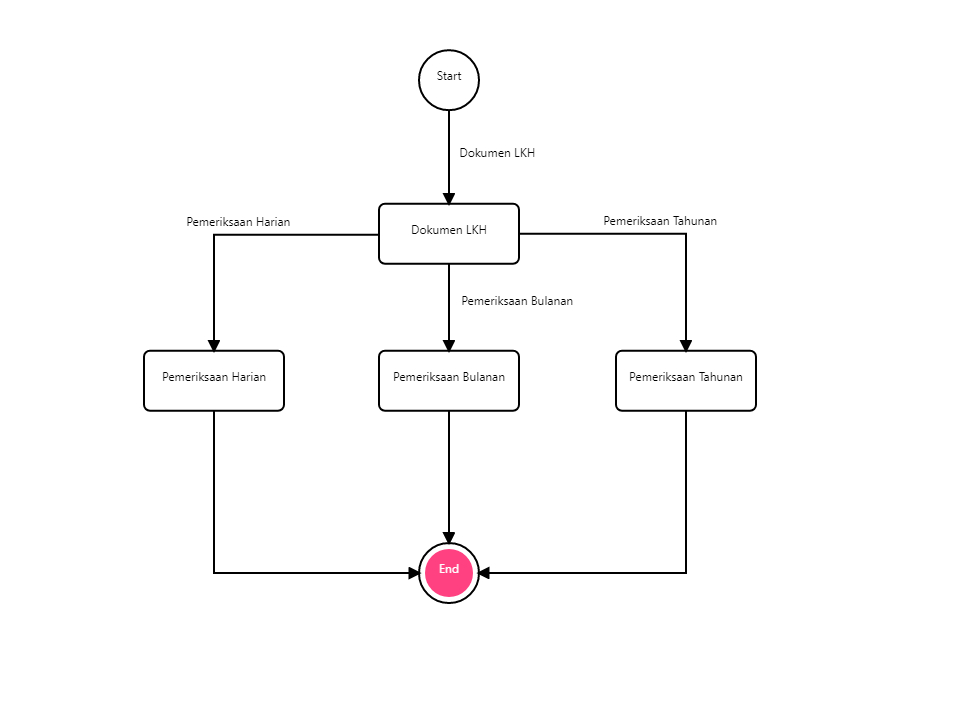 Start
Dokumen LKH
Pemeriksaan Harian
Pemeriksaan Tahunan
Dokumen LKH
Pemeriksaan Bulanan
Pemeriksaan Harian
Pemeriksaan Bulanan
Pemeriksaan Tahunan
End